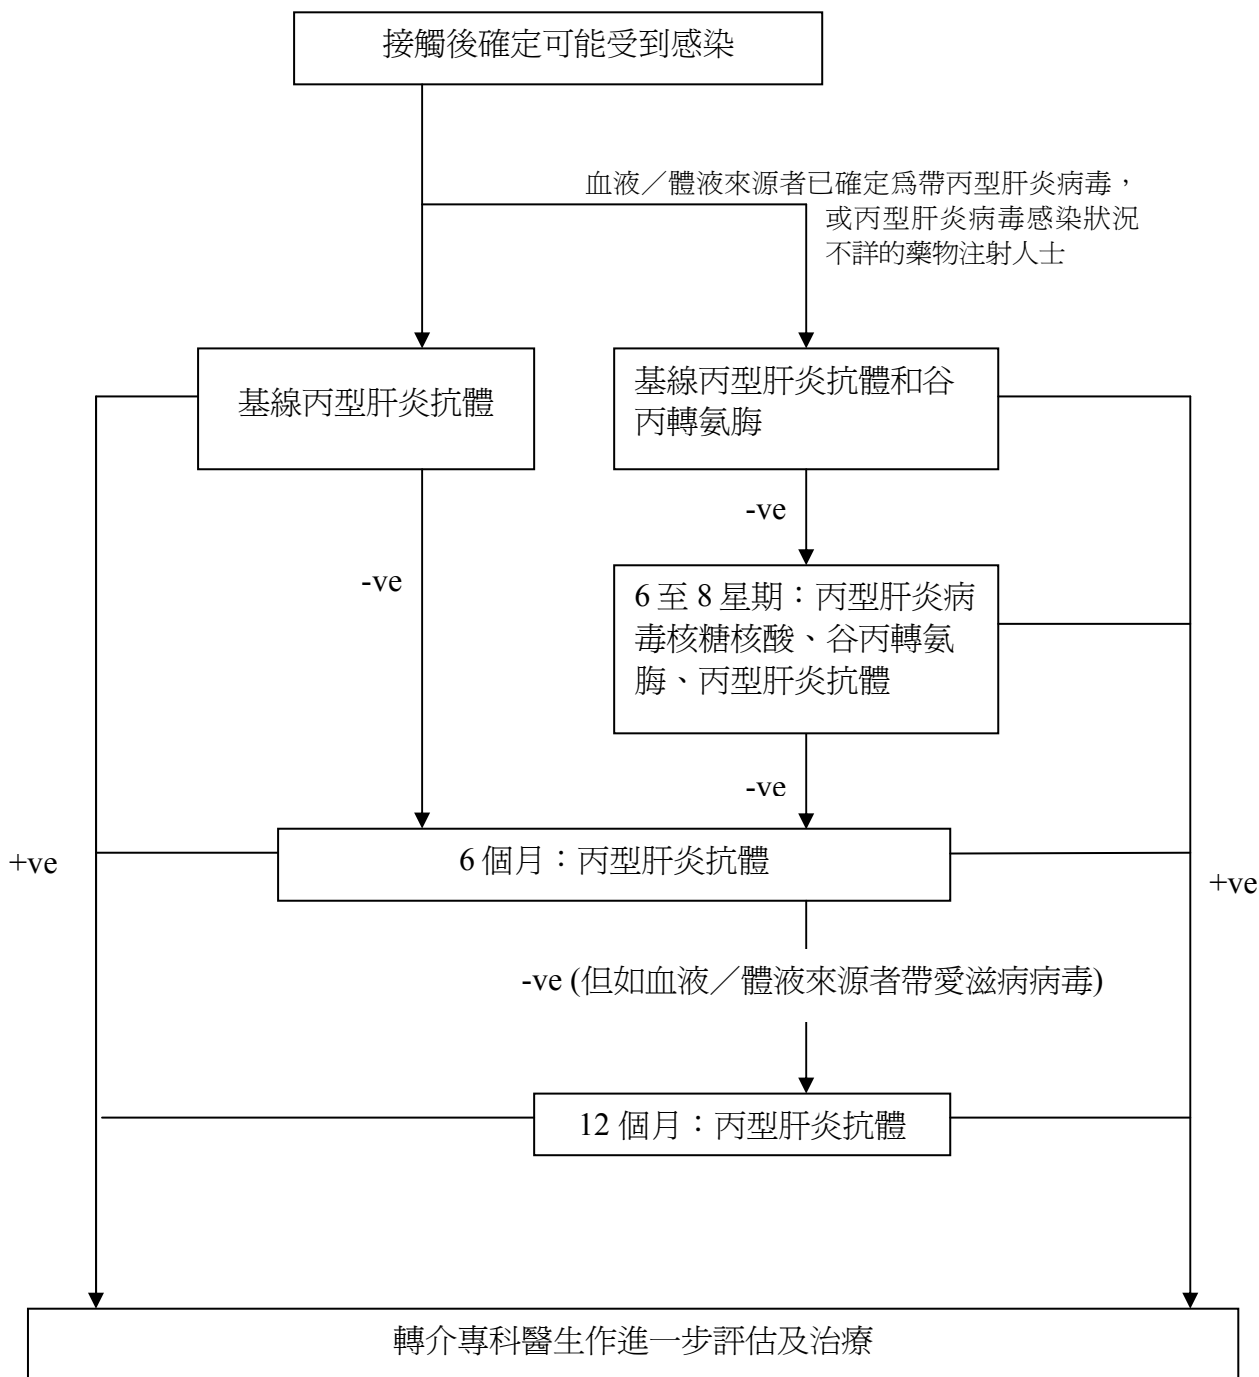 接觸後確定可能受到感染
血液／體液來源者已確定爲帶丙型肝炎病毒，
或丙型肝炎病毒感染狀況
不詳的藥物注射人士
基線丙型肝炎抗體
基線丙型肝炎抗體和谷
丙轉氨脢
-ve
-ve
6 至 8 星期：丙型肝炎病
毒核糖核酸、谷丙轉氨
脢、丙型肝炎抗體
-ve
+ve
6 個月：丙型肝炎抗體
+ve
-ve (但如血液／體液來源者帶愛滋病病毒)
12 個月：丙型肝炎抗體
轉介專科醫生作進一步評估及治療